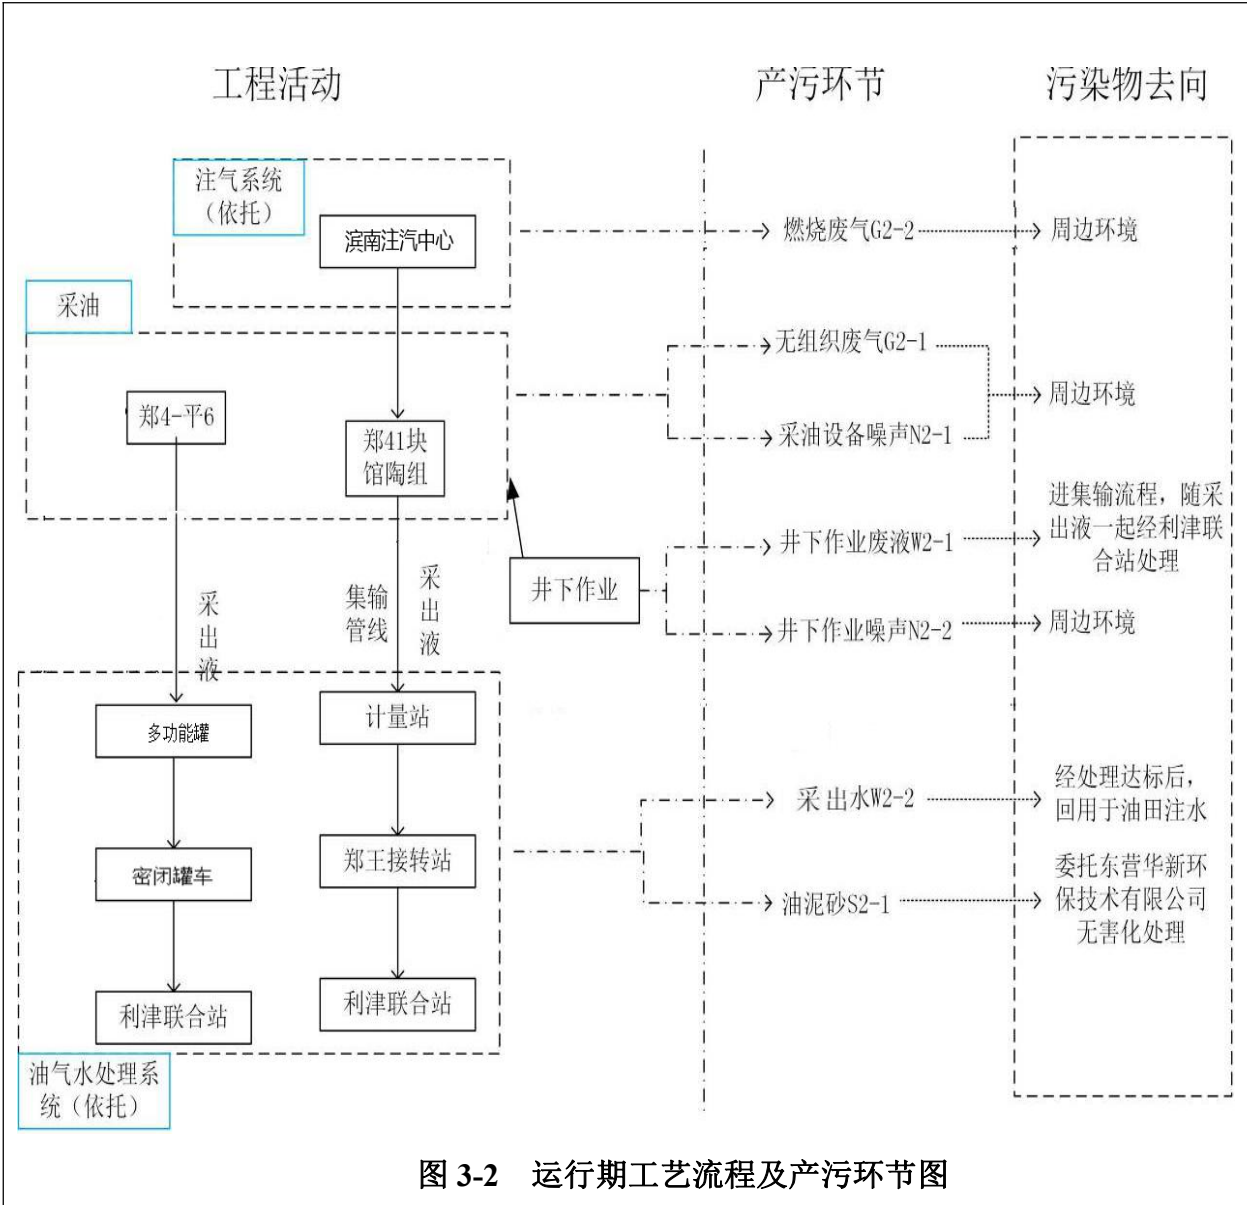 工程活动
产污环节
污染物去向
注气系统
（依托）
滨南注汽中心
燃烧废气G2-2
周边环境
采油
无组织废气G2-1
郑4-平6
周边环境
郑41块
馆陶组
采油设备噪声N2-1
进集输流程，随采
出液一起经利津联
合站处理
井下作业废液W2-1
井下作业
采
出
液
集输
管线
采
出
液
井下作业噪声N2-2
周边环境
多功能罐
计量站
采出水W2-2
经处理达标后，
回用于油田注水
密闭罐车
郑王接转站
油泥砂S2-1
委托东营华新环
保技术有限公司
无害化处理
利津联合站
利津联合站
油气水处理系
统（依托）
图 3-2 运行期工艺流程及产污环节图